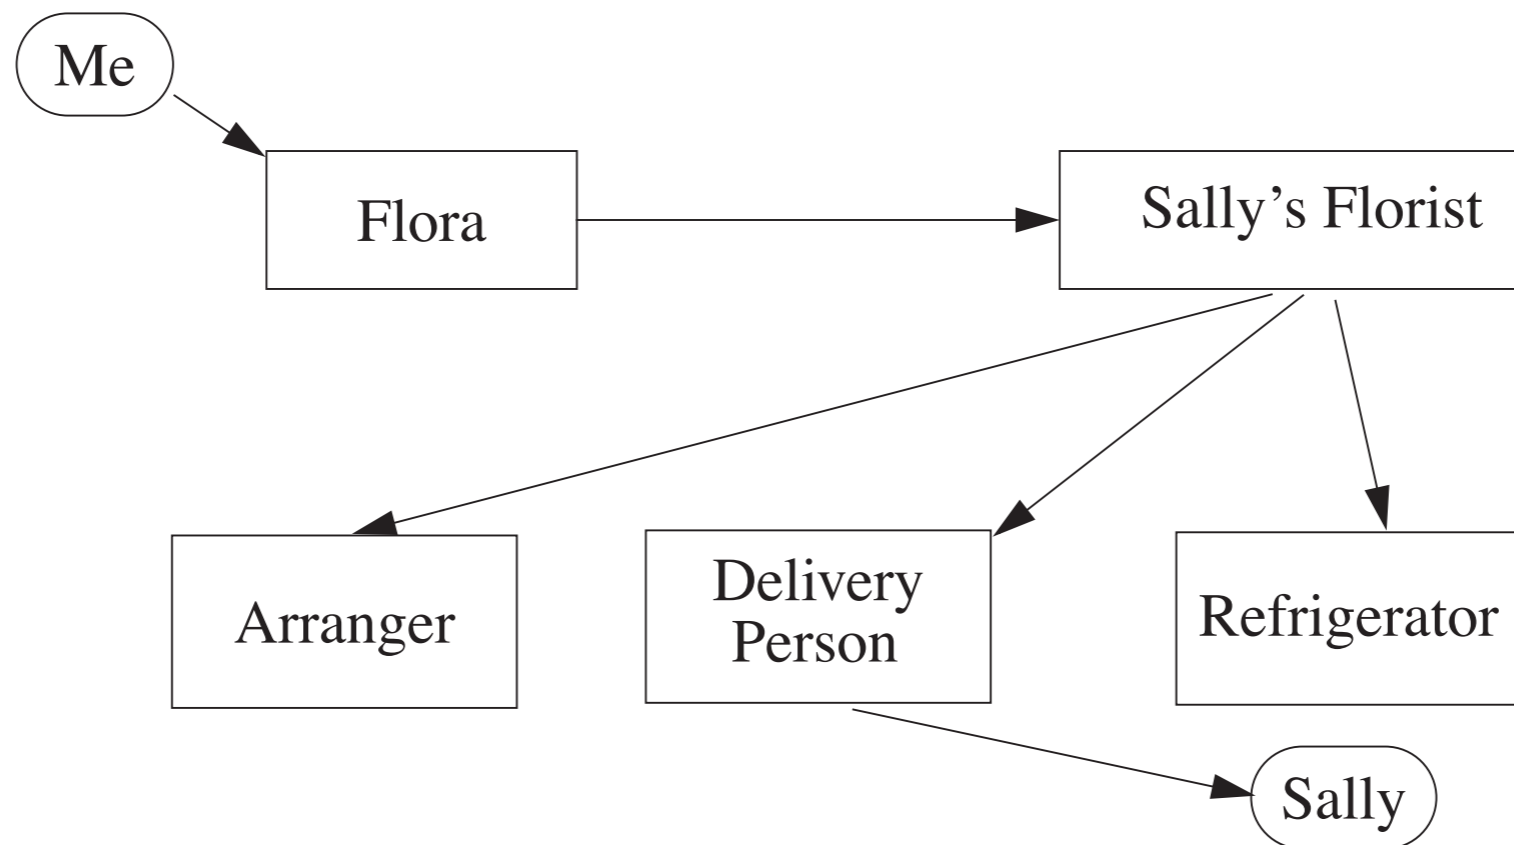 Me
Flora
Sally’s Florist
Arranger
Delivery
Person
Refrigerator
Sally